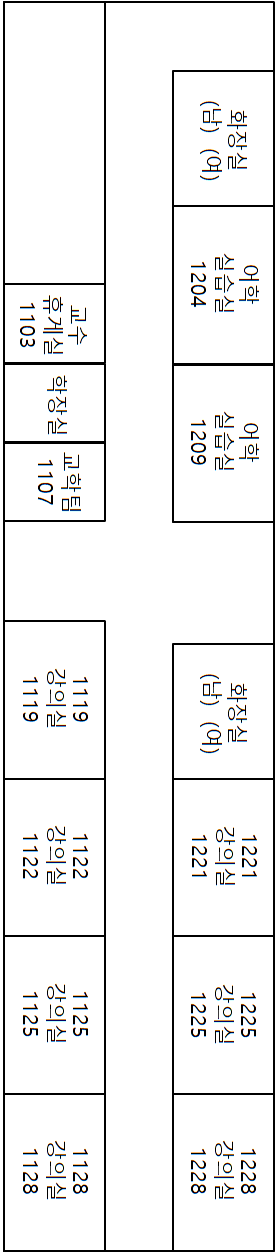 화장실
(남) (여)
어학
실습실
1204
어학
실습실
1209
화장실
(남) (여)
1221
강의실
1221
1225
강의실
1225
1228
강의실
1228
교수
휴게실
1103
학장실
교학팀
1107
1119
강의실
1119
1122
강의실
1122
1125
강의실
1125
1128
강의실
1128